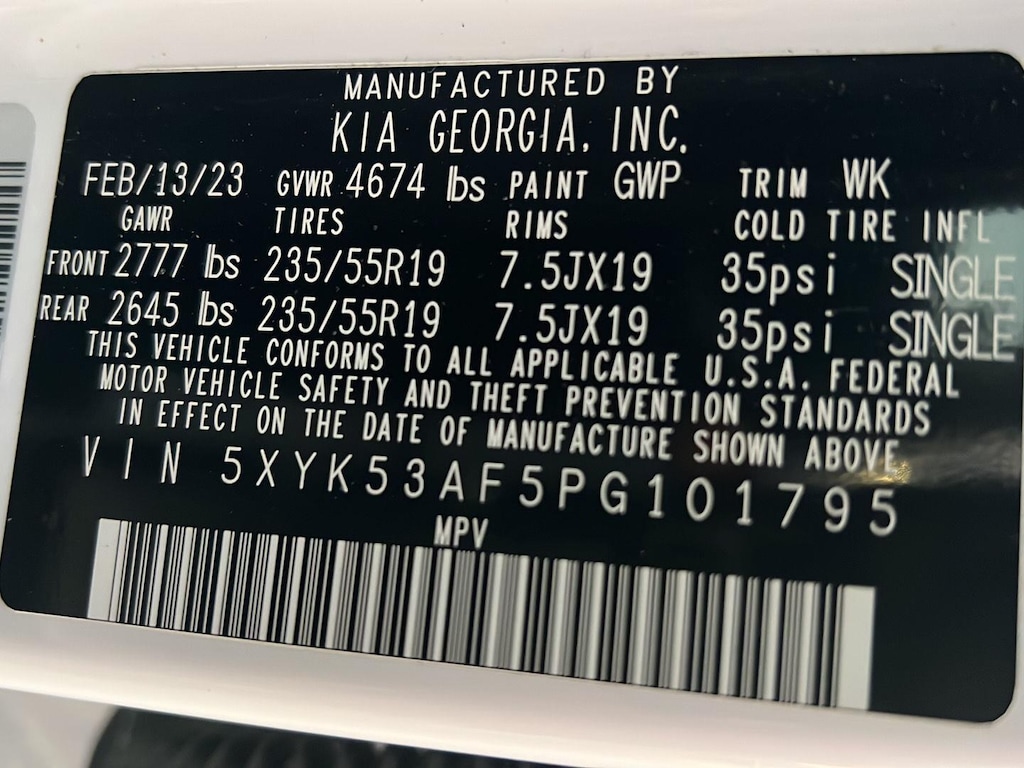 MANUFACTURED BY
KIA GEORGIA, INC.
FEB/13/23 GVWR 4674 lbs PAINT GWP TRIM WK
GAWR TIRES RIMS COLD TIRE INFL
FRONT 2777 lbs 235/55R19 7.5JX19 35psi SINGLE
REAR 2645 lbs 235/55R19 7.5JX19 35psi SINGLE
THIS VEHICLE CONFORMS TO ALL APPLICABLE U.S.A. FEDERAL
MOTOR VEHICLE SAFETY AND THEFT PREVENTION STANDARDS
IN EFFECT ON THE DATE OF MANUFACTURE SHOWN ABOVE.
VIN 5XYK53AF5PG101795
MPV